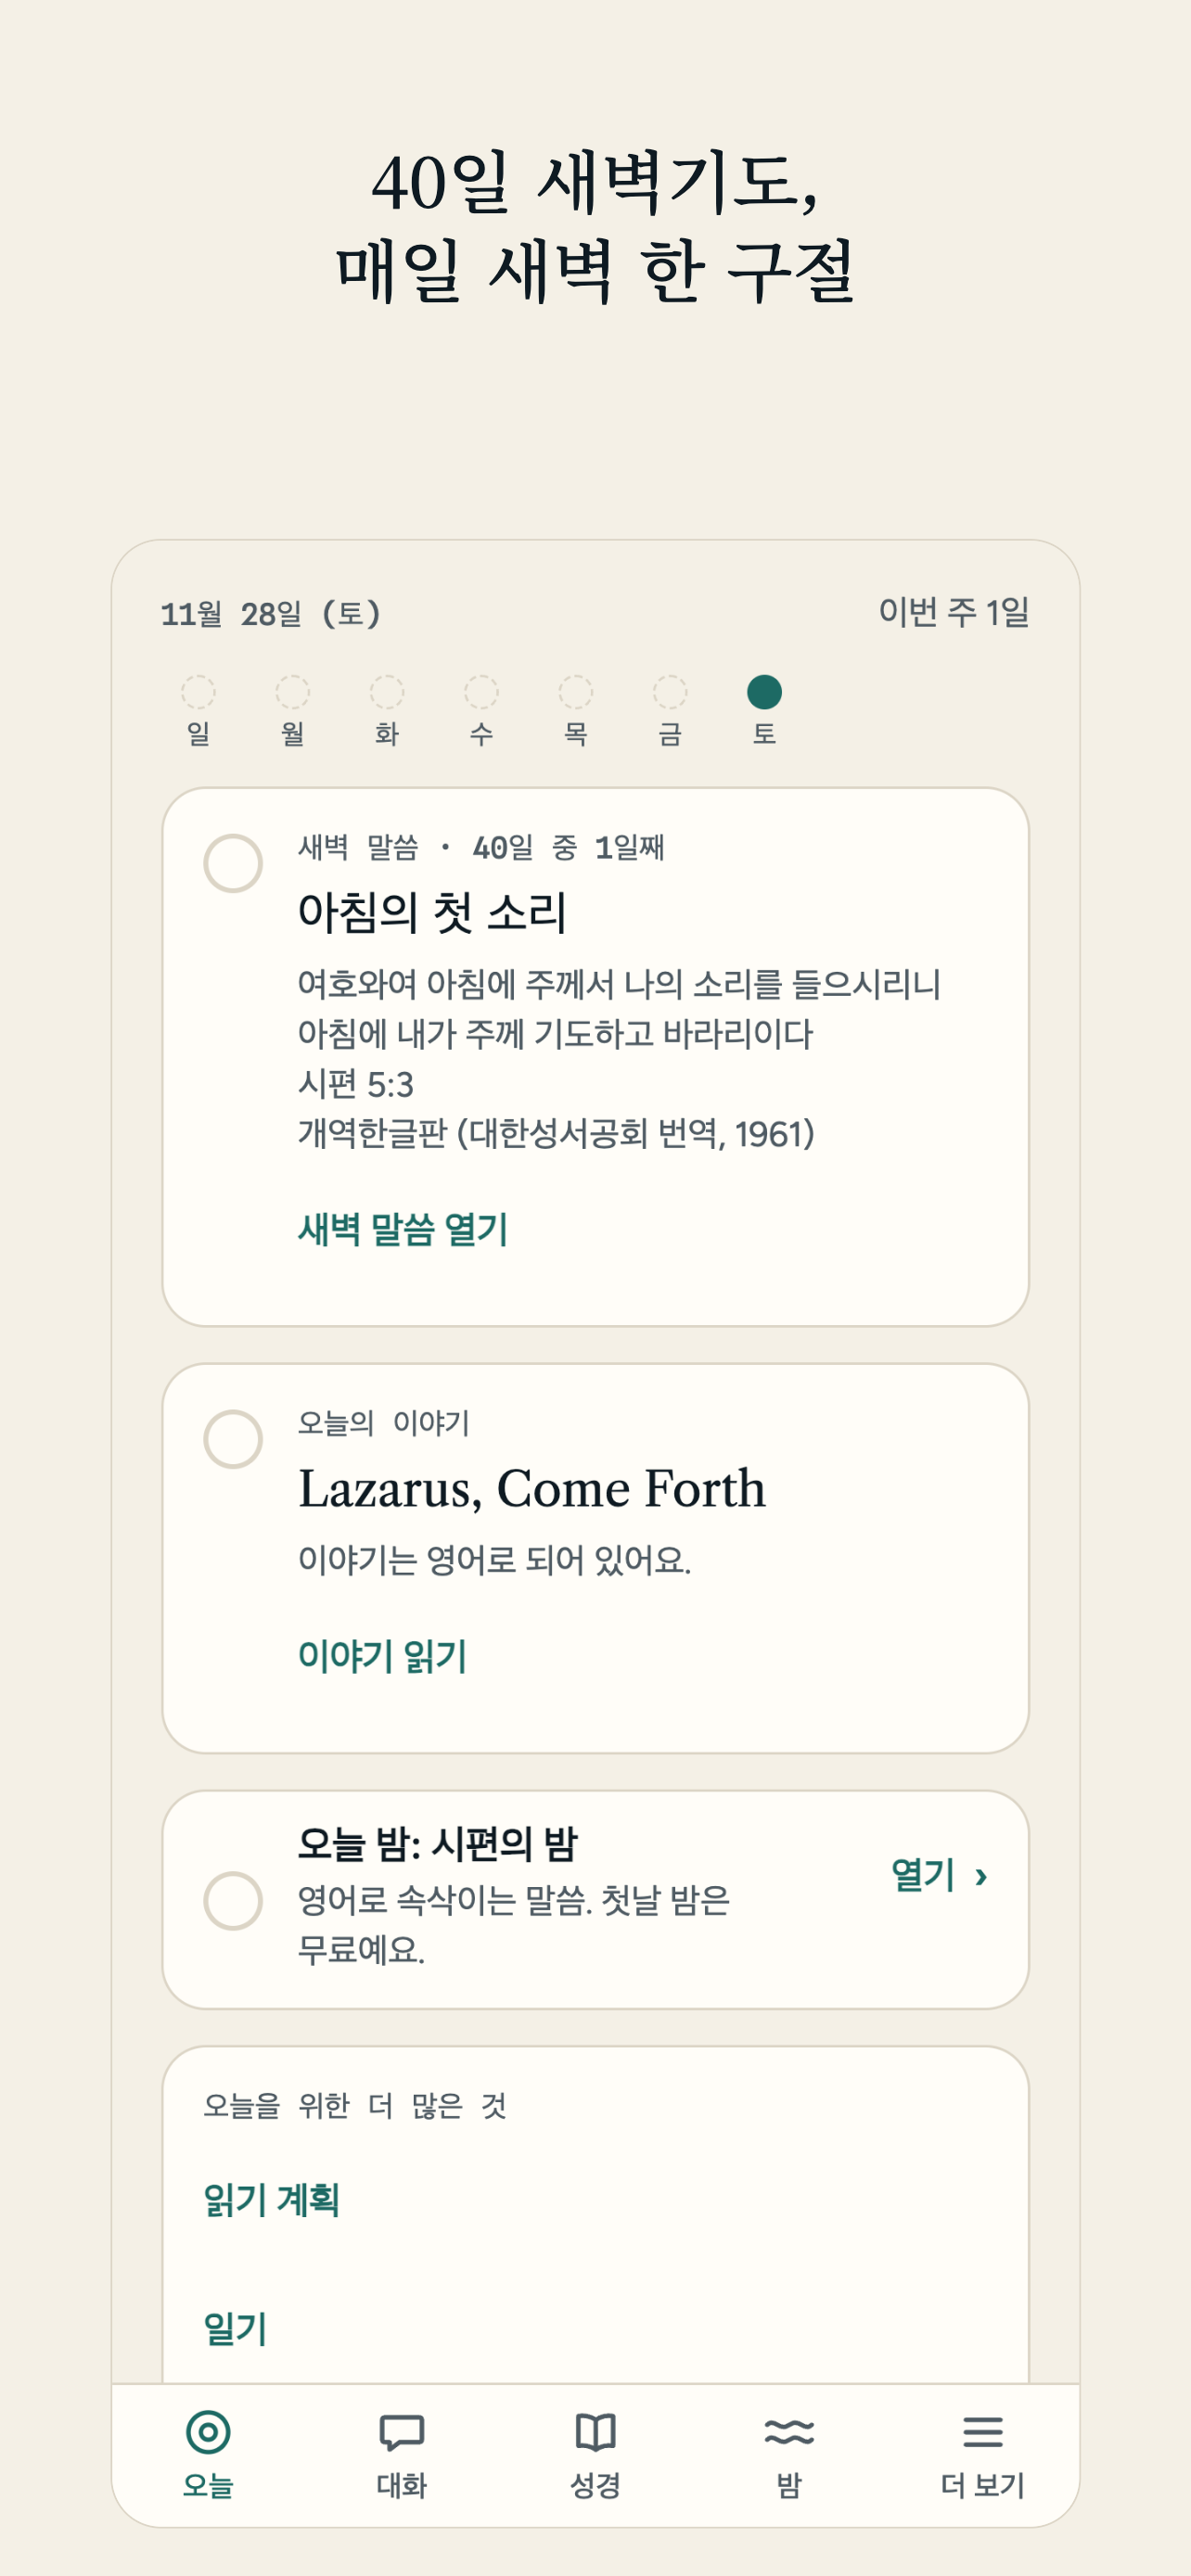 40일 새벽기도,
매일 새벽 한 구절
11월 28일 (토)
이번 주 1일
일 월 화 수 목 금 토
새벽 말씀 · 40일 중 1일째
아침의 첫 소리
여호와여 아침에 주께서 나의 소리를 들으시리니
아침에 내가 주께 기도하고 바라리이다
시편 5:3
개역한글판 (대한성서공회 번역, 1961)
새벽 말씀 열기
오늘의 이야기
Lazarus, Come Forth
이야기는 영어로 되어 있어요.
이야기 읽기
오늘 밤: 시편의 밤
영어로 속삭이는 말씀. 첫날 밤은
무료예요.
열기 ›
오늘을 위한 더 많은 것
읽기 계획
일기
오늘 대화 성경 밤 더 보기